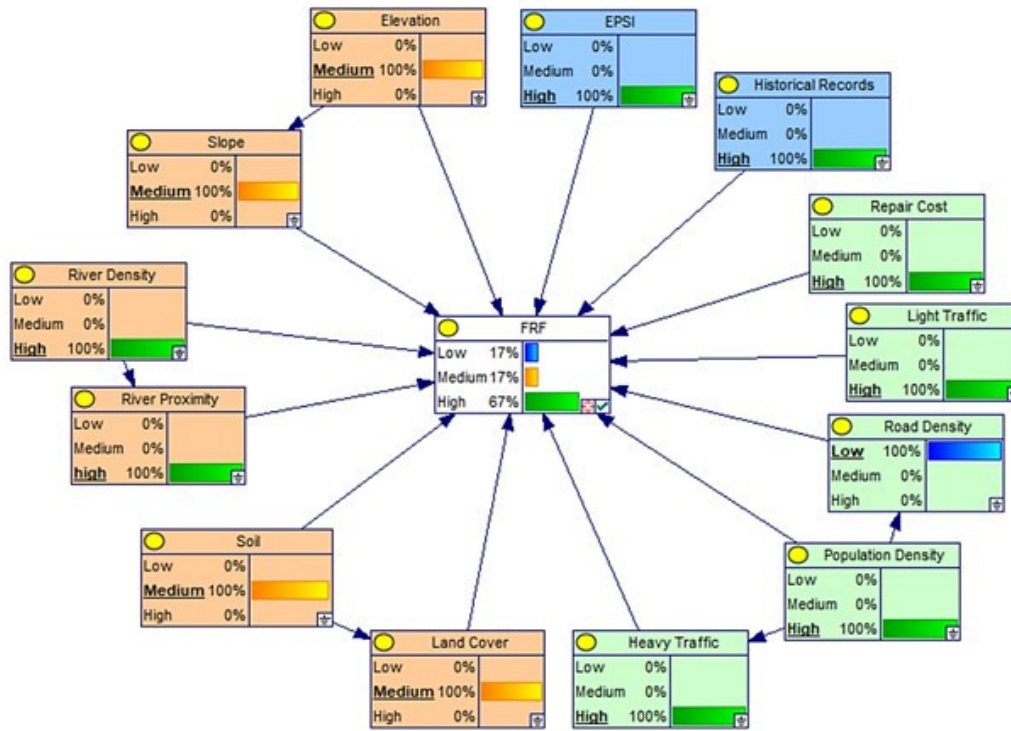 Elevation
Low 0%
Medium 100%
High 0%
EPSI
Low 0%
Medium 0%
High 100%
Historical Records
Low 0%
Medium 0%
High 100%
Slope
Low 0%
Medium 100%
High 0%
Repair Cost
Low 0%
Medium 0%
High 100%
River Density
Low 0%
Medium 0%
High 100%
FRF
Low 17%
Medium 17%
High 67%
Light Traffic
Low 0%
Medium 0%
High 100%
River Proximity
Low 0%
Medium 0%
high 100%
Road Density
Low 100%
Medium 0%
High 0%
Soil
Low 0%
Medium 100%
High 0%
Population Density
Low 0%
Medium 0%
High 100%
Land Cover
Low 0%
Medium 100%
High 0%
Heavy Traffic
Low 0%
Medium 0%
High 100%